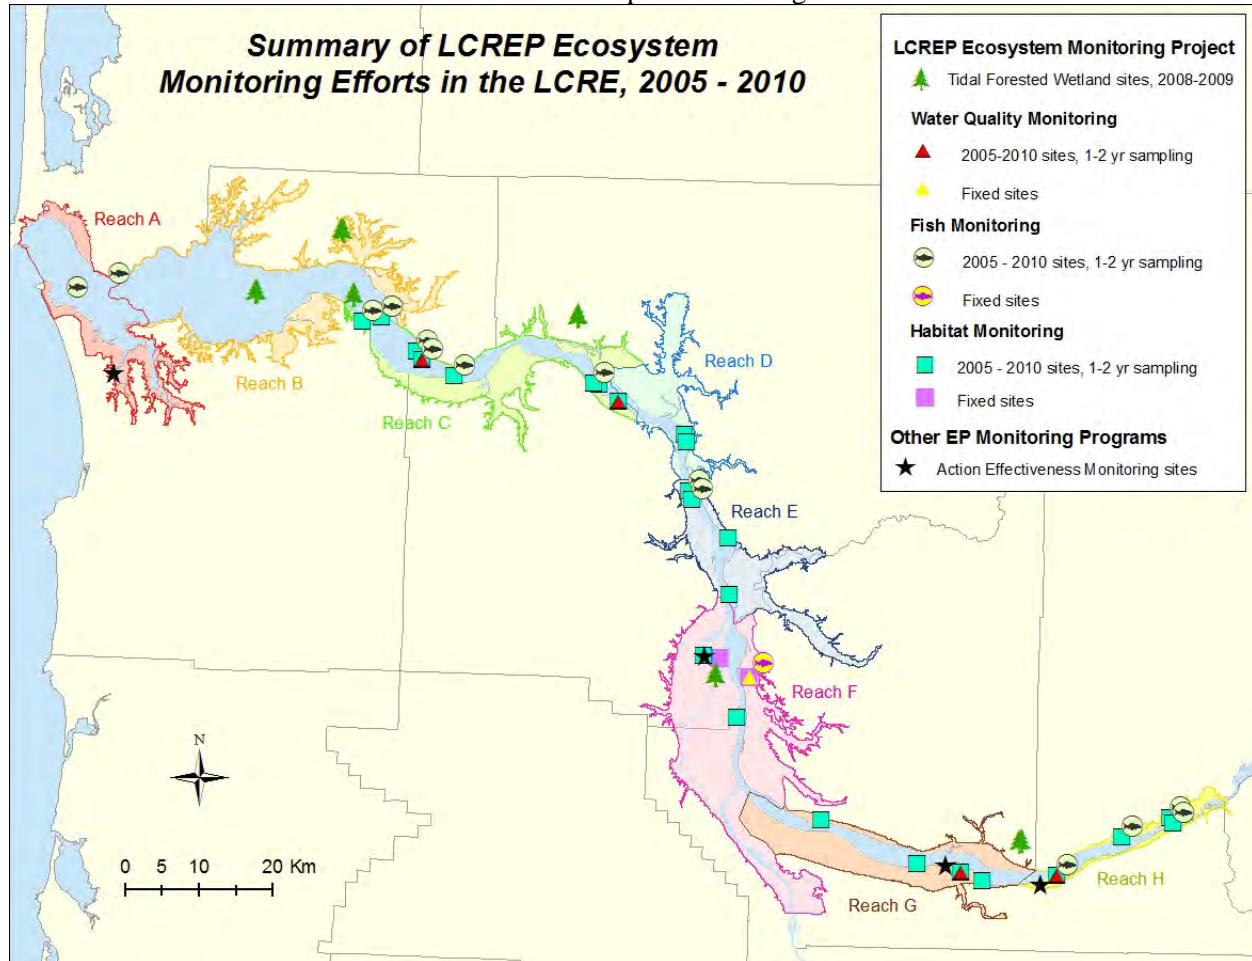 Summary of LCREP Ecosystem
Monitoring Efforts in the LCRE, 2005 - 2010
LCREP Ecosystem Monitoring Project
Tidal Forested Wetland sites, 2008-2009
Water Quality Monitoring
2005-2010 sites, 1-2 yr sampling
Fixed sites
Fish Monitoring
2005 - 2010 sites, 1-2 yr sampling
Fixed sites
Habitat Monitoring
2005 - 2010 sites, 1-2 yr sampling
Fixed sites
Other EP Monitoring Programs
Action Effectiveness Monitoring sites
Reach A
Reach B
Reach C
Reach D
Reach E
Reach F
Reach G
Reach H
N
0 5 10 20 Km